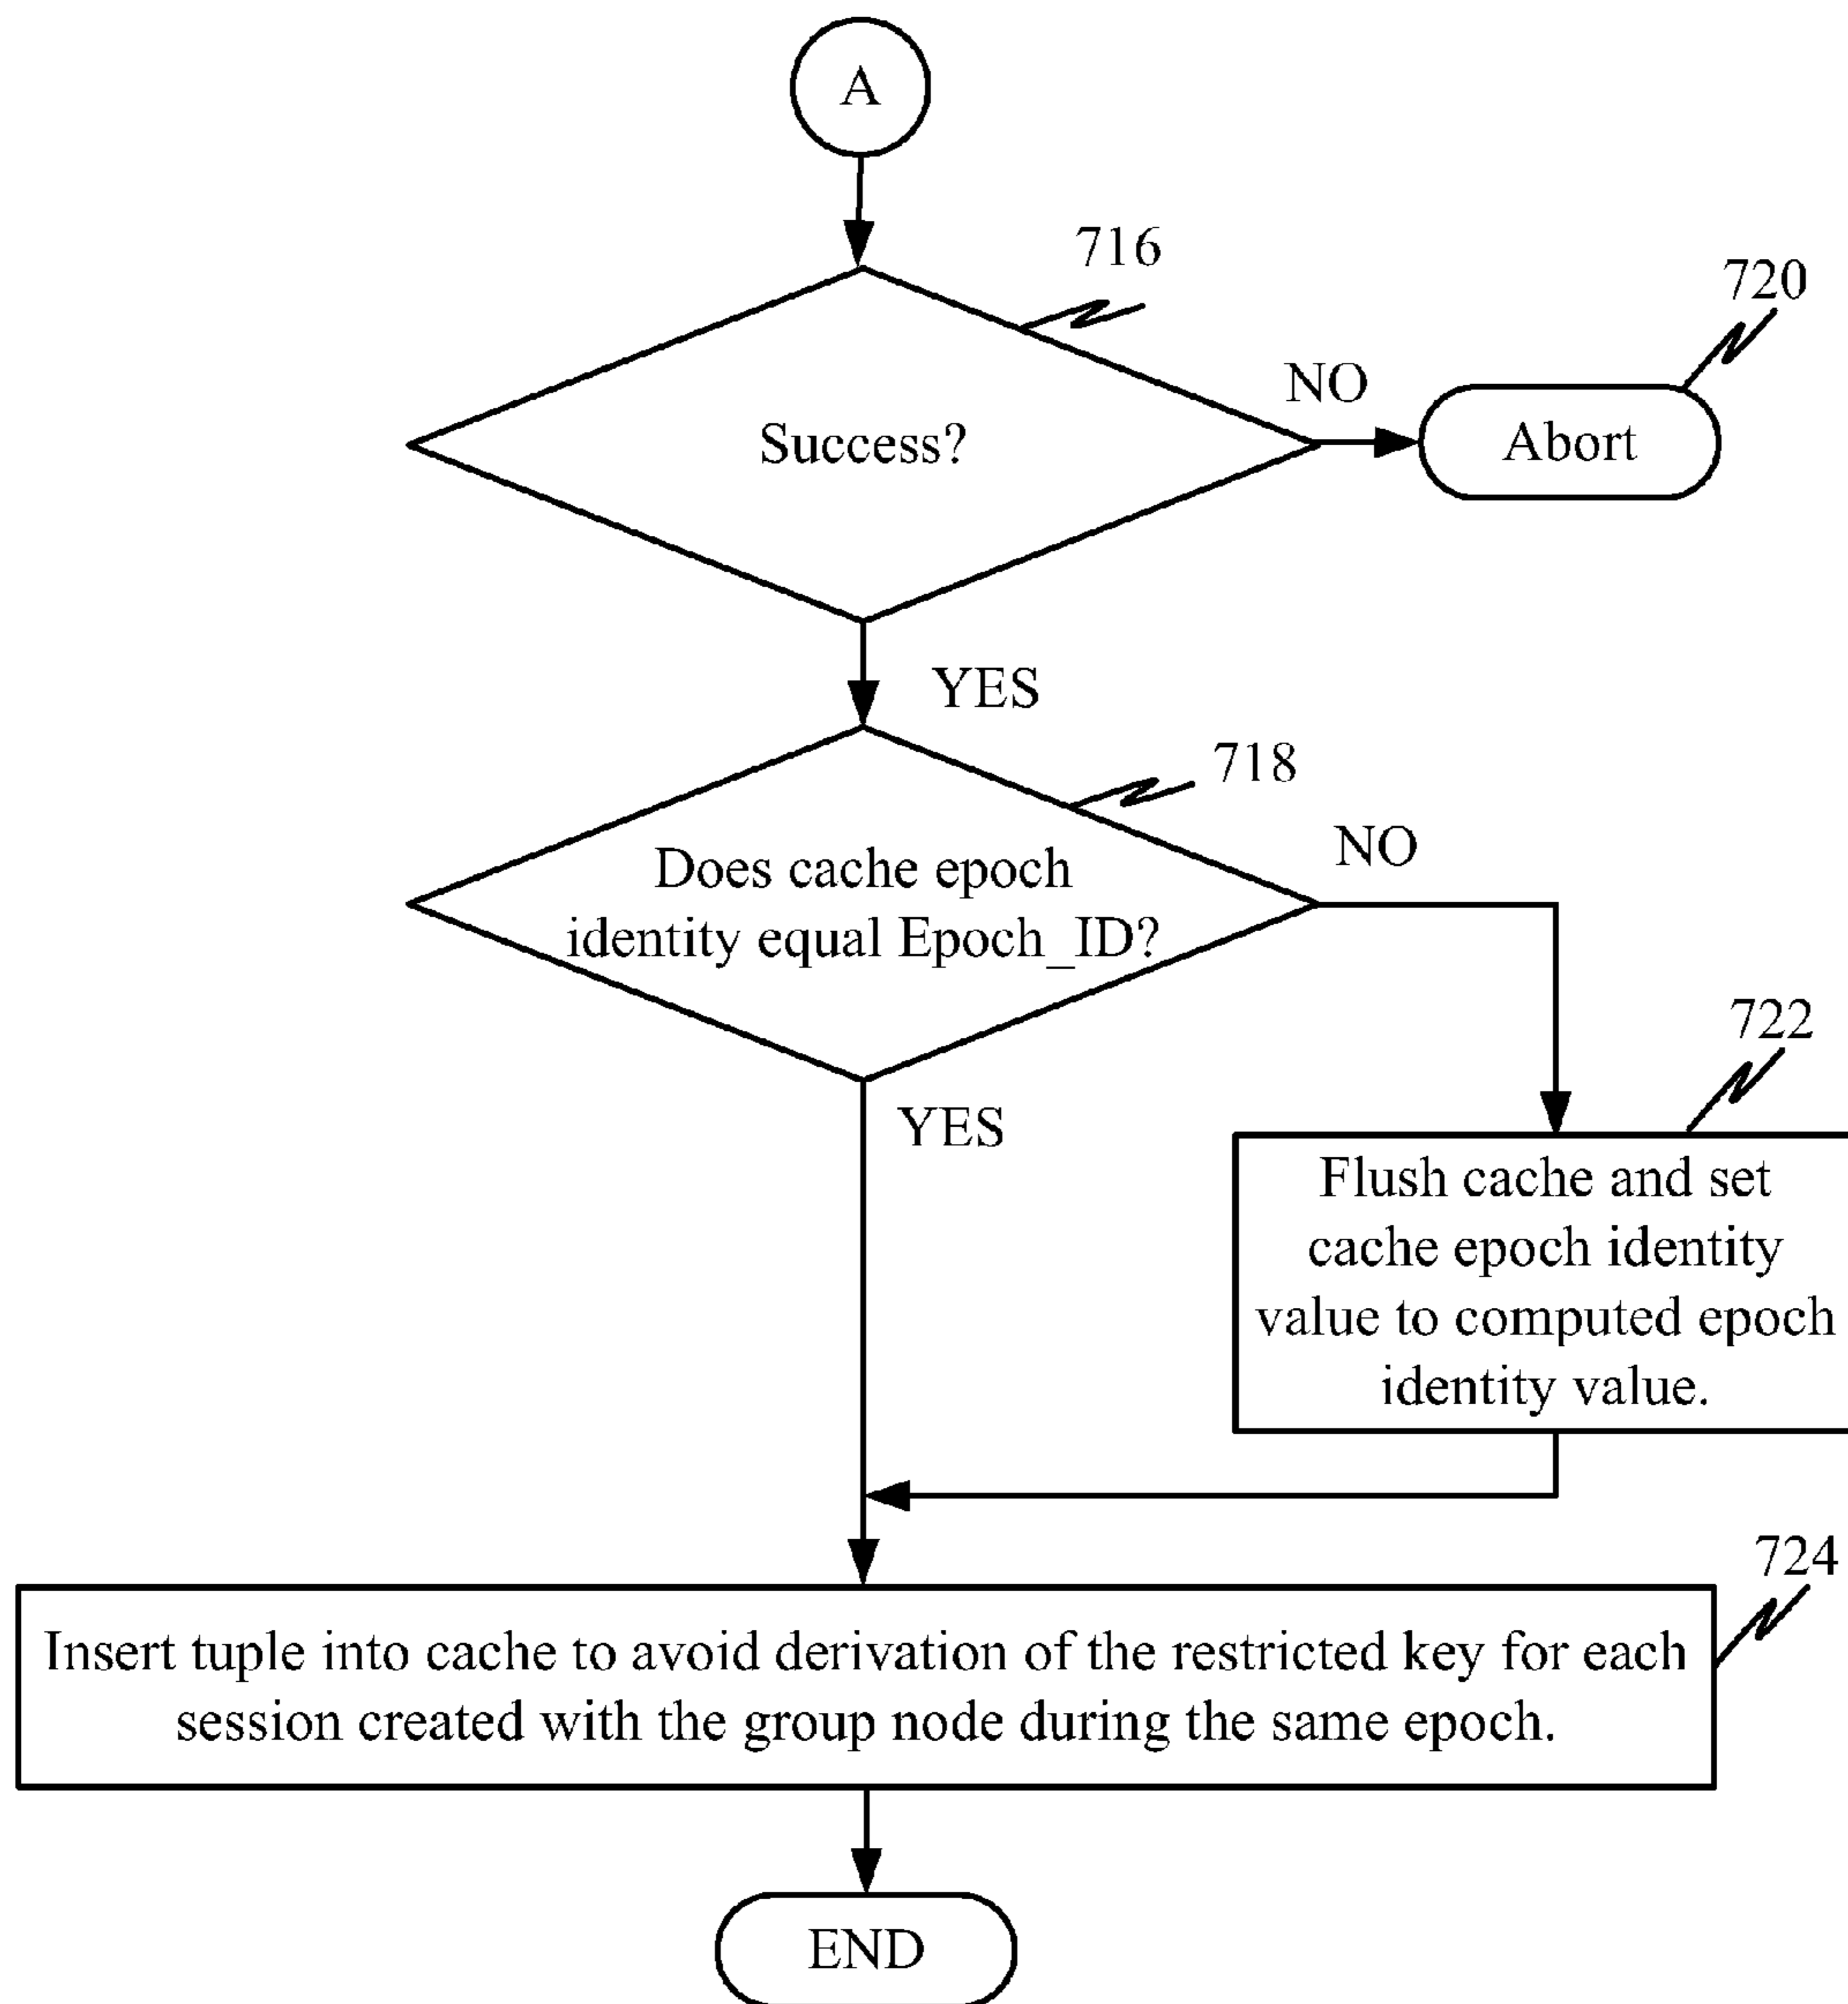 A
716
720
NO
Success?
Abort
YES
718
NO
Does cache epoch
identity equal Epoch_ID?
722
YES
Flush cache and set
cache epoch identity
value to computed epoch
identity value.
724
Insert tuple into cache to avoid derivation of the restricted key for each
session created with the group node during the same epoch.
END